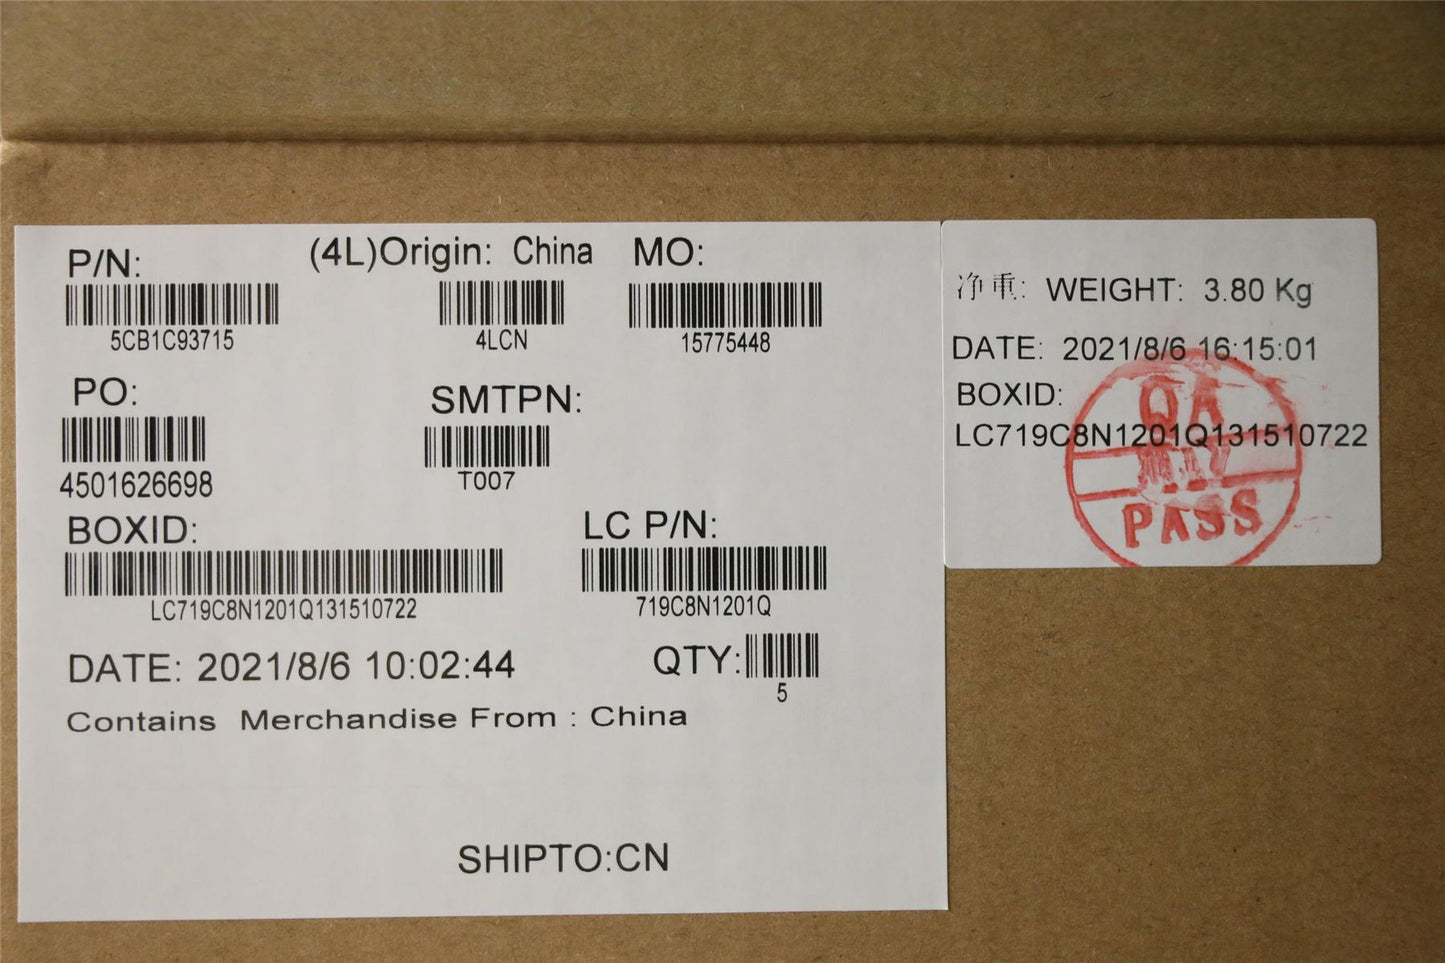 P/N:
5CB1C93715
(4L)Origin: China
4LCN
MO:
15775448
PO:
4501626698
SMTPN:
T007
BOXID:
LC719C8N1201Q131510722
LC P/N:
719C8N1201Q
DATE: 2021/8/6 10:02:44
QTY:
5
Contains Merchandise From : China
SHIPTO:CN
净重: WEIGHT: 3.80 Kg
DATE: 2021/8/6 16:15:01
BOXID:
LC719C8N1201Q131510722
QA
PASS